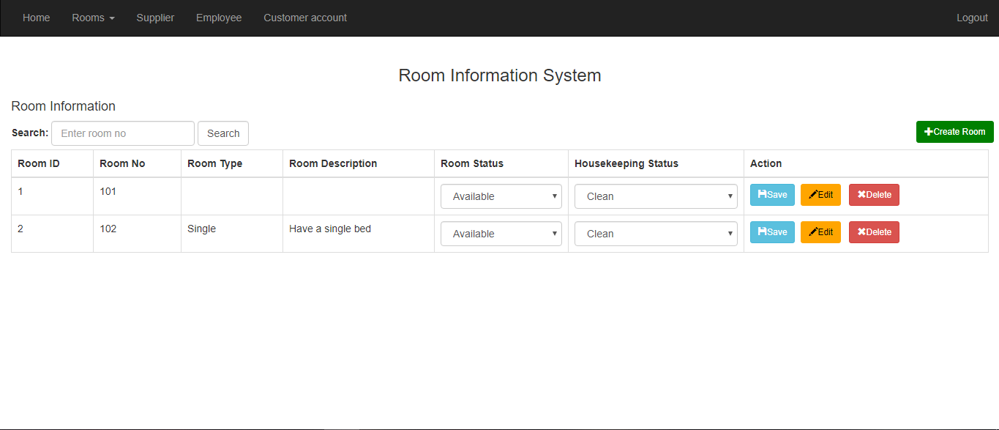 Home Rooms Supplier Employee Customer account Logout
Room Information System
Room Information
Search: Enter room no Search Create Room
Room ID Room No Room Type Room Description Room Status Housekeeping Status Action
1 101 Available Clean Save Edit Delete
2 102 Single Have a single bed Available Clean Save Edit Delete